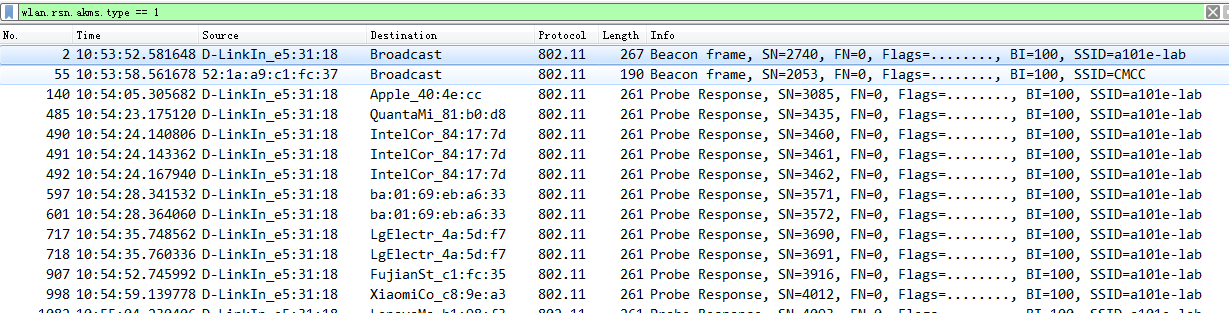 wlan.rsn.akms.type == 1
No. Time Source Destination Protocol Length Info
2 10:53:52.581648 D-LinkIn_e5:31:18 Broadcast 802.11 267 Beacon frame, SN=2740, FN=0, Flags=........, BI=100, SSID=a101e-lab
55 10:53:58.561678 52:1a:a9:c1:fc:37 Broadcast 802.11 190 Beacon frame, SN=2053, FN=0, Flags=........, BI=100, SSID=CMCC
140 10:54:05.305682 D-LinkIn_e5:31:18 Apple_40:4e:cc 802.11 261 Probe Response, SN=3085, FN=0, Flags=........, BI=100, SSID=a101e-lab
485 10:54:23.175120 D-LinkIn_e5:31:18 QuantaMi_81:b0:d8 802.11 261 Probe Response, SN=3435, FN=0, Flags=........, BI=100, SSID=a101e-lab
490 10:54:24.140806 D-LinkIn_e5:31:18 IntelCor_84:17:7d 802.11 261 Probe Response, SN=3460, FN=0, Flags=........, BI=100, SSID=a101e-lab
491 10:54:24.143362 D-LinkIn_e5:31:18 IntelCor_84:17:7d 802.11 261 Probe Response, SN=3461, FN=0, Flags=........, BI=100, SSID=a101e-lab
492 10:54:24.167940 D-LinkIn_e5:31:18 IntelCor_84:17:7d 802.11 261 Probe Response, SN=3462, FN=0, Flags=........, BI=100, SSID=a101e-lab
597 10:54:28.341532 D-LinkIn_e5:31:18 ba:01:69:eb:a6:33 802.11 261 Probe Response, SN=3571, FN=0, Flags=........, BI=100, SSID=a101e-lab
601 10:54:28.364060 D-LinkIn_e5:31:18 ba:01:69:eb:a6:33 802.11 261 Probe Response, SN=3572, FN=0, Flags=........, BI=100, SSID=a101e-lab
717 10:54:35.748562 D-LinkIn_e5:31:18 LgElectr_4a:5d:f7 802.11 261 Probe Response, SN=3690, FN=0, Flags=........, BI=100, SSID=a101e-lab
718 10:54:35.760336 D-LinkIn_e5:31:18 LgElectr_4a:5d:f7 802.11 261 Probe Response, SN=3691, FN=0, Flags=........, BI=100, SSID=a101e-lab
907 10:54:52.745992 D-LinkIn_e5:31:18 FujianSt_c1:fc:35 802.11 261 Probe Response, SN=3916, FN=0, Flags=........, BI=100, SSID=a101e-lab
998 10:54:59.139778 D-LinkIn_e5:31:18 XiaomiCo_c8:9e:a3 802.11 261 Probe Response, SN=4012, FN=0, Flags=........, BI=100, SSID=a101e-lab